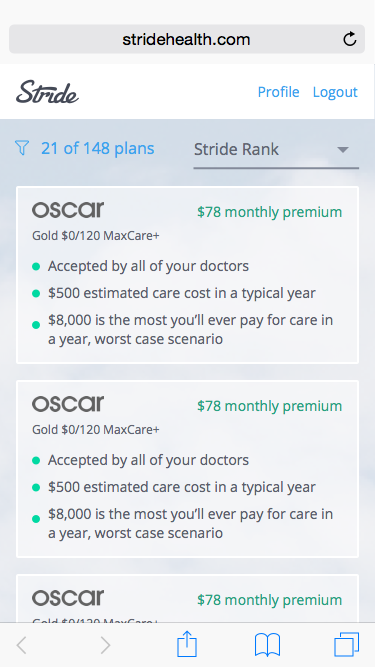 stridehealth.com
Stride
Profile Logout
21 of 148 plans
Stride Rank
oscar
$78 monthly premium
Gold $0/120 MaxCare+
Accepted by all of your doctors
$500 estimated care cost in a typical year
$8,000 is the most you’ll ever pay for care in
a year, worst case scenario
oscar
$78 monthly premium
Gold $0/120 MaxCare+
Accepted by all of your doctors
$500 estimated care cost in a typical year
$8,000 is the most you’ll ever pay for care in
a year, worst case scenario
oscar
$78 monthly premium
Gold $0/120 MaxCare+